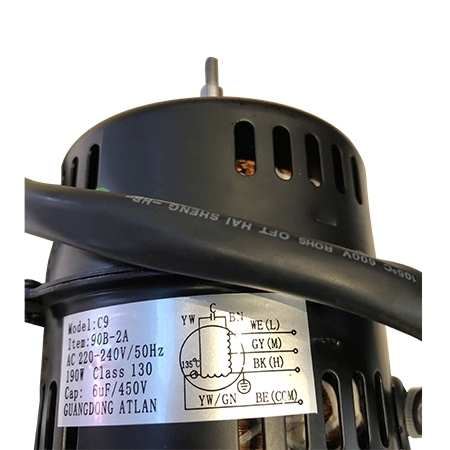 105°C 600V ROHS OFT HAI SHENG-HR
Model:C9
Item:90B-2A
AC 220-240V/50Hz
190W Class 130
Cap: 6uF/450V
GUANGDONG ATLAN
C
YW
BN
WE(L)
GY(M)
135°C
BK(H)
YW/GN
BE(COM)